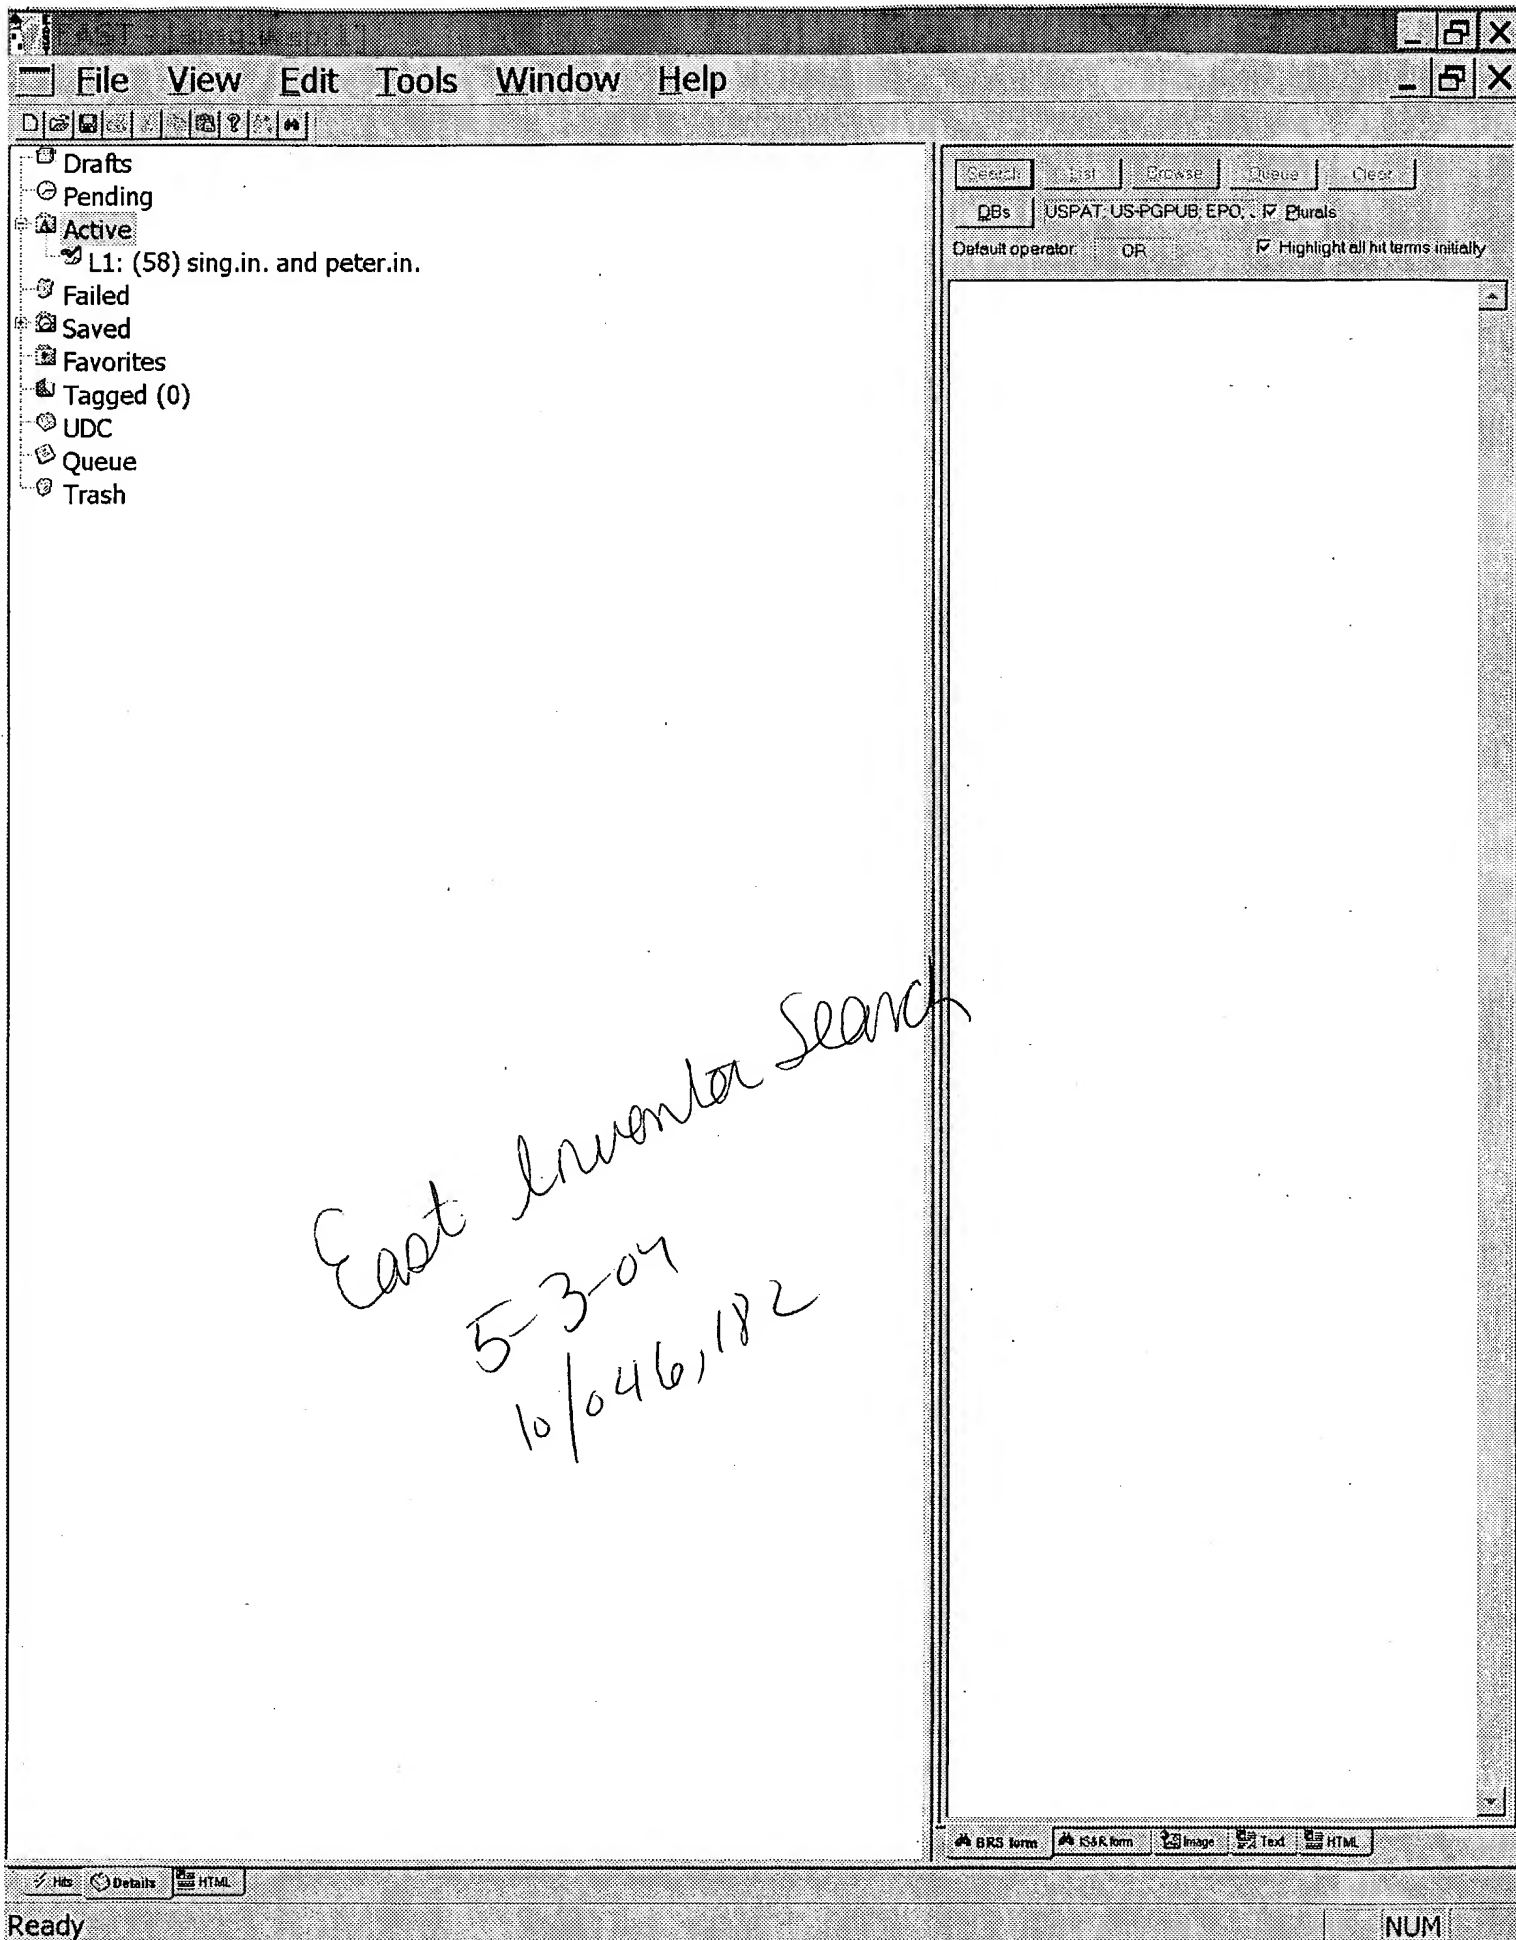 File View Edit Tools Window Help
Drafts
Pending
Active
L1: (58) sing.in. and peter.in.
Failed
Saved
Favorites
Tagged (0)
UDC
Queue
Trash
Search List Browse Queue Clear
DBs USPAT; US-PGPUB; EPO; Plurals
Default operator: OR Highlight all hit terms initially
East Inventor Search
5-3-04
10/046,182
BRS form IS&R form Image Text HTML
Hits Details HTML
Ready NUM